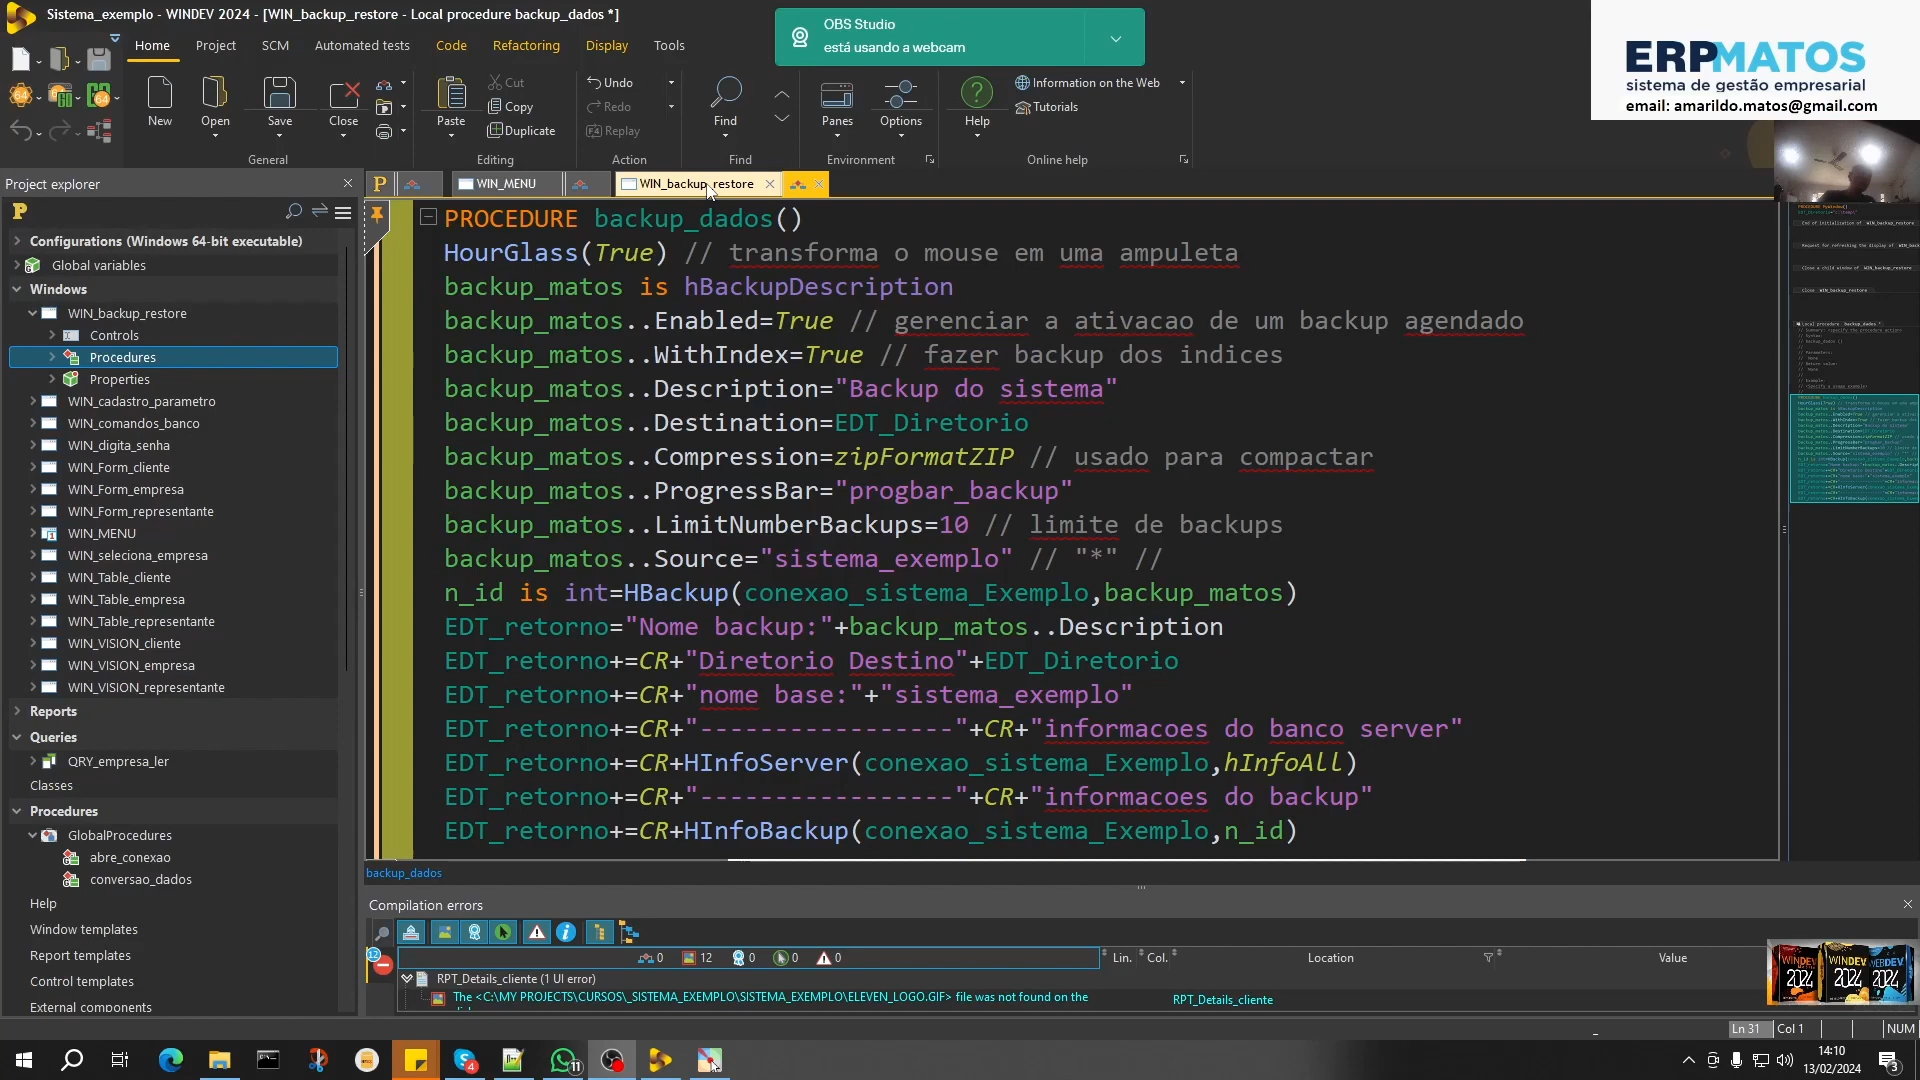 Sistema_exemplo - WINDEV 2024 - [WIN_backup_restore - Local procedure backup_dados *]
OBS Studio
está usando a webcam
ERPMATOS
sistema de gestão empresarial
email: amarildo.matos@gmail.com
Home Project SCM Automated tests Code Refactoring Display Tools
New Open Save Close Paste Cut Copy Duplicate Undo Redo Replay Find Panes Options Help Information on the Web Tutorials
General Editing Action Find Environment Online help
Project explorer
WIN_MENU WIN_backup_restore
Configurations (Windows 64-bit executable)
Global variables
Windows
WIN_backup_restore
Controls
Procedures
Properties
WIN_cadastro_parametro
WIN_comandos_banco
WIN_digita_senha
WIN_Form_cliente
WIN_Form_empresa
WIN_Form_representante
WIN_MENU
WIN_seleciona_empresa
WIN_Table_cliente
WIN_Table_empresa
WIN_Table_representante
WIN_VISION_cliente
WIN_VISION_empresa
WIN_VISION_representante
Reports
Queries
QRY_empresa_ler
Classes
Procedures
GlobalProcedures
abre_conexao
conversao_dados
Help
Window templates
Report templates
Control templates
External components
PROCEDURE backup_dados()
HourGlass(True) // transforma o mouse em uma ampuleta
backup_matos is hBackupDescription
backup_matos..Enabled=True // gerenciar a ativacao de um backup agendado
backup_matos..WithIndex=True // fazer backup dos indices
backup_matos..Description="Backup do sistema"
backup_matos..Destination=EDT_Diretorio
backup_matos..Compression=zipFormatZIP // usado para compactar
backup_matos..ProgressBar="progbar_backup"
backup_matos..LimitNumberBackups=10 // limite de backups
backup_matos..Source="sistema_exemplo" // "*" //
n_id is int=HBackup(conexao_sistema_Exemplo,backup_matos)
EDT_retorno="Nome backup:"+backup_matos..Description
EDT_retorno+=CR+"Diretorio Destino"+EDT_Diretorio
EDT_retorno+=CR+"nome base:"+"sistema_exemplo"
EDT_retorno+=CR+"-----------------"+CR+"informacoes do banco server"
EDT_retorno+=CR+HInfoServer(conexao_sistema_Exemplo,hInfoAll)
EDT_retorno+=CR+"-----------------"+CR+"informacoes do backup"
EDT_retorno+=CR+HInfoBackup(conexao_sistema_Exemplo,n_id)
backup_dados
Compilation errors
12
0 12 0 0 0 Lin. Col. Location Value
RPT_Details_cliente (1 UI error)
The <C:\MY PROJECTS\CURSOS\_SISTEMA_EXEMPLO\SISTEMA_EXEMPLO\ELEVEN_LOGO.GIF> file was not found on the
RPT_Details_cliente
Ln 31 Col 1 NUM
14:10
13/02/2024